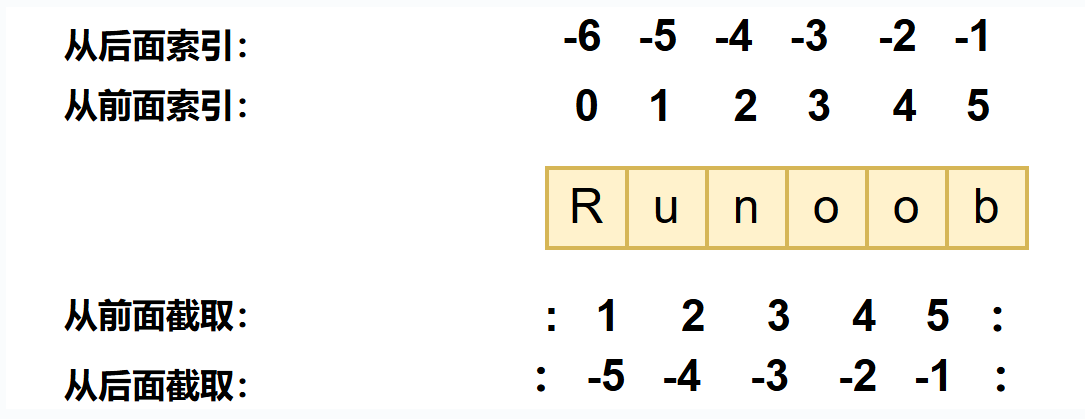 从后面索引： -6 -5 -4 -3 -2 -1
从前面索引： 0 1 2 3 4 5
R u n o o b
从前面截取： : 1 2 3 4 5 :
从后面截取： : -5 -4 -3 -2 -1 :